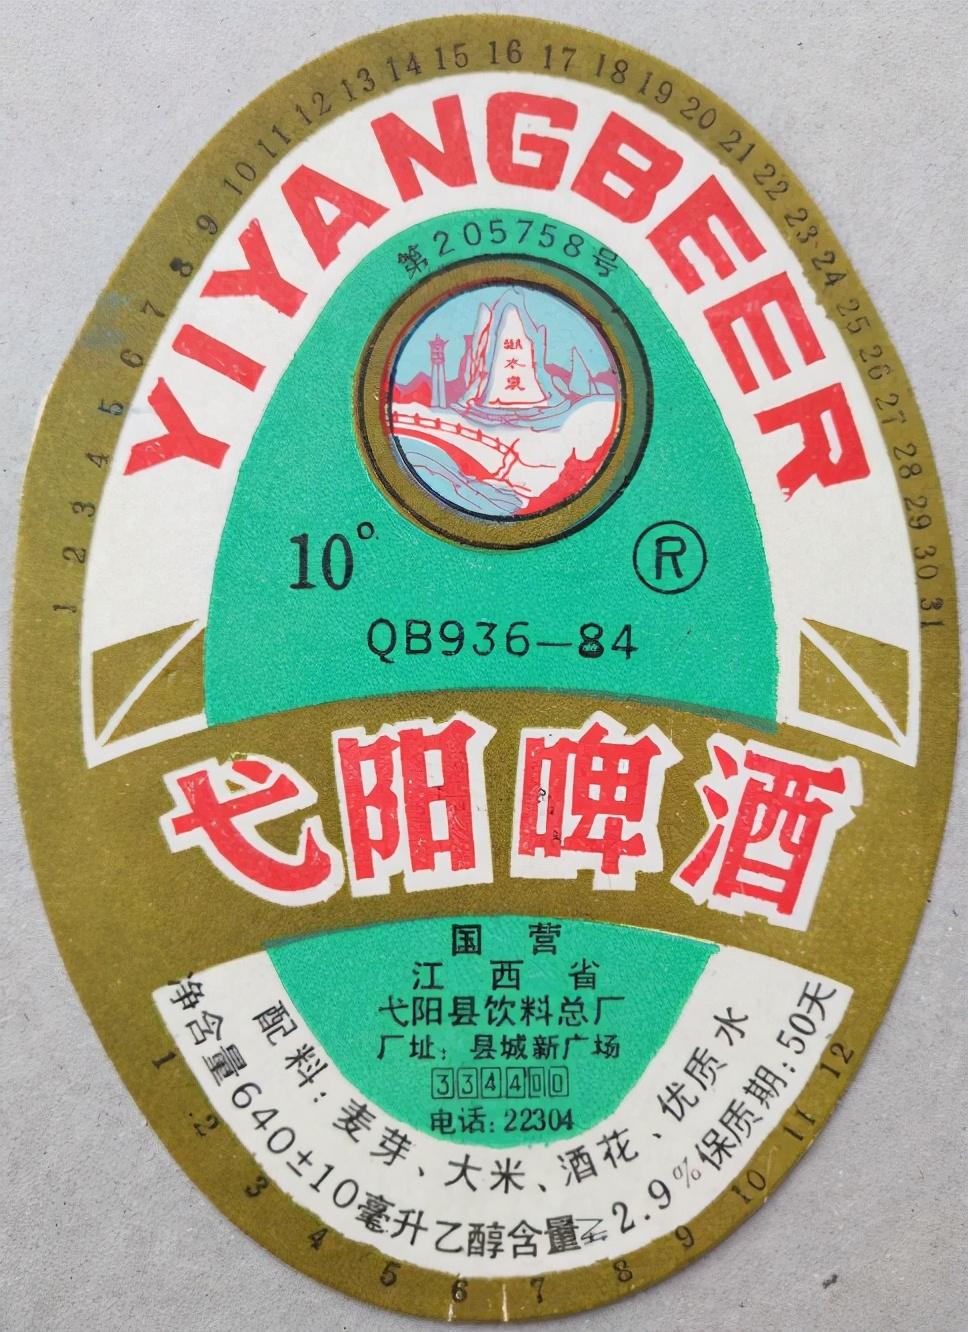 1 2 3 4 5 6 7 8 9 10 11 12 13 14 15 16 17 18 19 20 21 22 23 24 25 26 27 28 29 30 31
YIYANGBEER
第205758号
湖水泉
10°
®
QB936-84
弋阳啤酒
国营
江西省
弋阳县饮料总厂
厂址:县城新广场
334400
电话:22304
配料:麦芽、大米、酒花、优质水
净含量640±10毫升乙醇含量≥2.9%保质期:50天
1 2 3 4 5 6 7 8 9 10 11 12